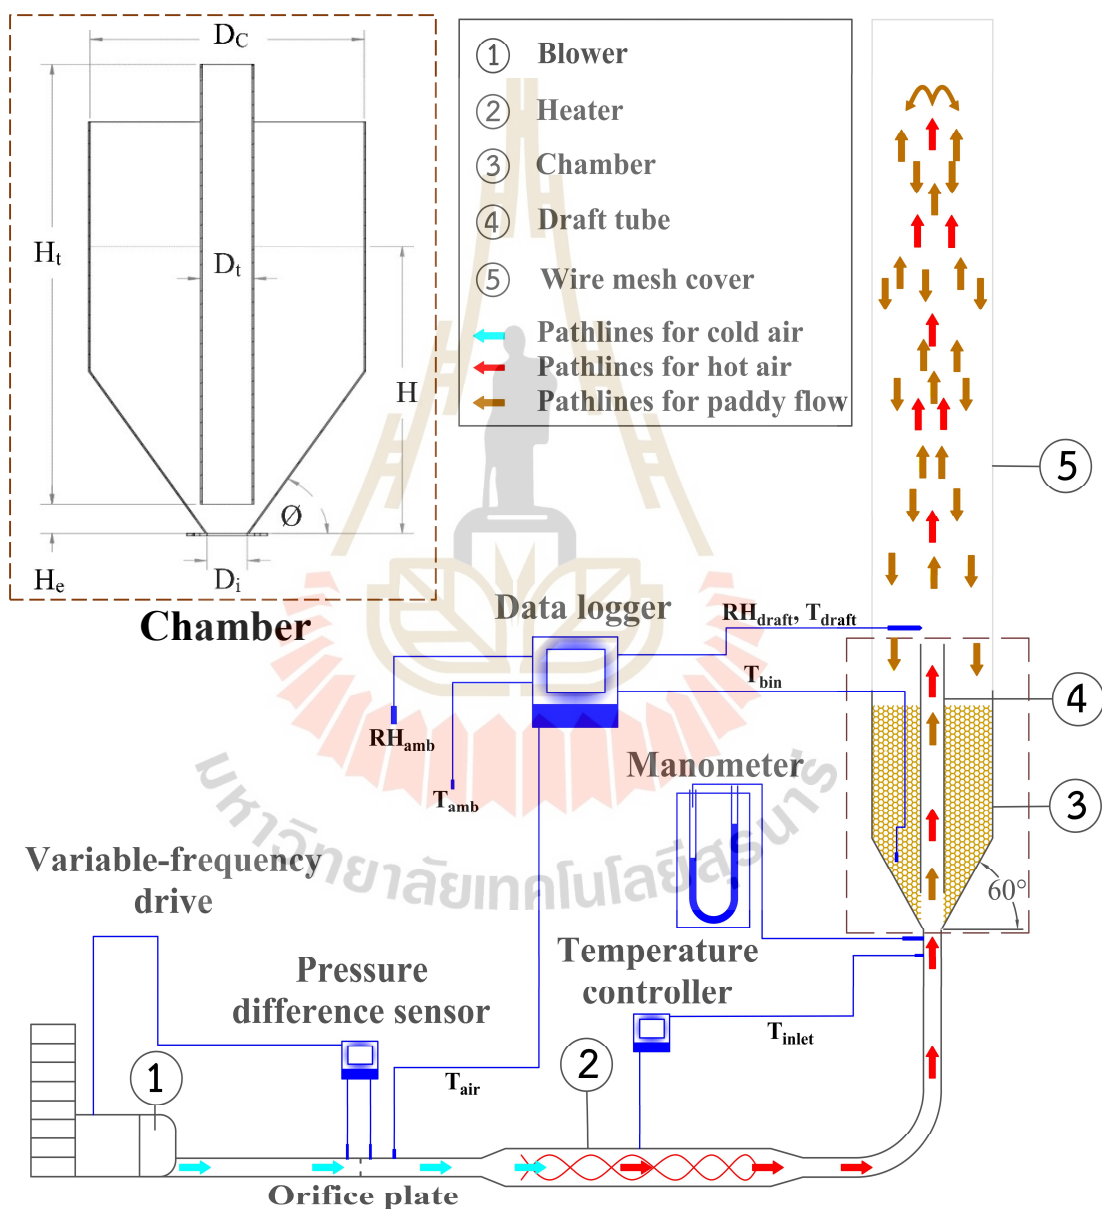 D_C
H_t
D_t
H
Ø
H_e
D_i
Chamber
1 Blower
2 Heater
3 Chamber
4 Draft tube
5 Wire mesh cover
Pathlines for cold air
Pathlines for hot air
Pathlines for paddy flow
5
Data logger
RH_draft, T_draft
T_bin
4
RH_amb
T_amb
Manometer
3
60°
มหาวิทยาลัยเทคโนโลยีสุรนารี
Variable-frequency
drive
Pressure
difference sensor
Temperature
controller
T_inlet
T_air
1
2
Orifice plate